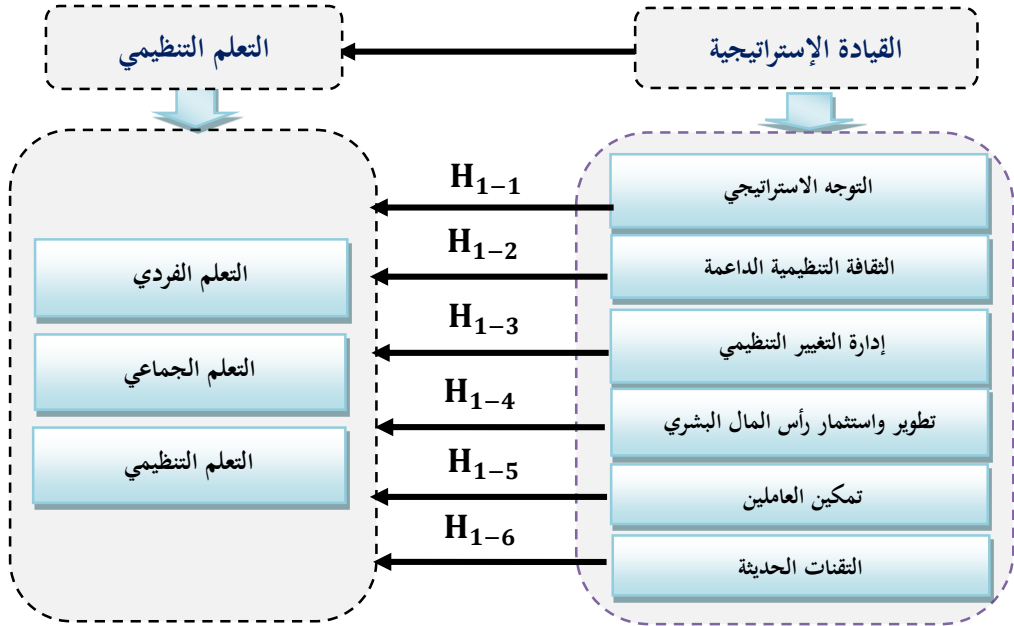 القيادة الإستراتيجية
التعلم التنظيمي
التوجه الاستراتيجي
الثقافة التنظيمية الداعمة
إدارة التغيير التنظيمي
تطوير واستثمار رأس المال البشري
تمكين العاملين
التقنات الحديثة
H1−1
H1−2
H1−3
H1−4
H1−5
H1−6
التعلم الفردي
التعلم الجماعي
التعلم التنظيمي